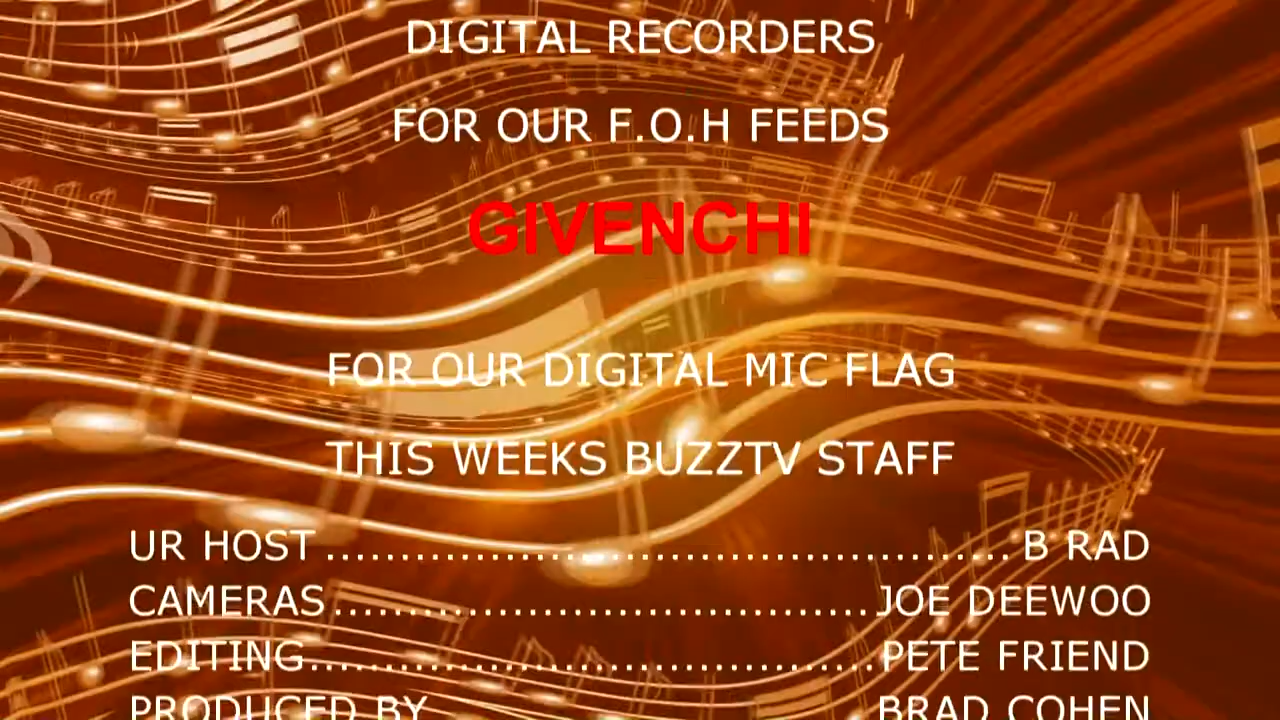 DIGITAL RECORDERS
FOR OUR F.O.H FEEDS
GIVENCHI
FOR OUR DIGITAL MIC FLAG
THIS WEEKS BUZZTV STAFF
UR HOST...............................................B RAD
CAMERAS.....................................JOE DEEWOO
EDITING.......................................PETE FRIEND
PRODUCED BY BRAD COHEN